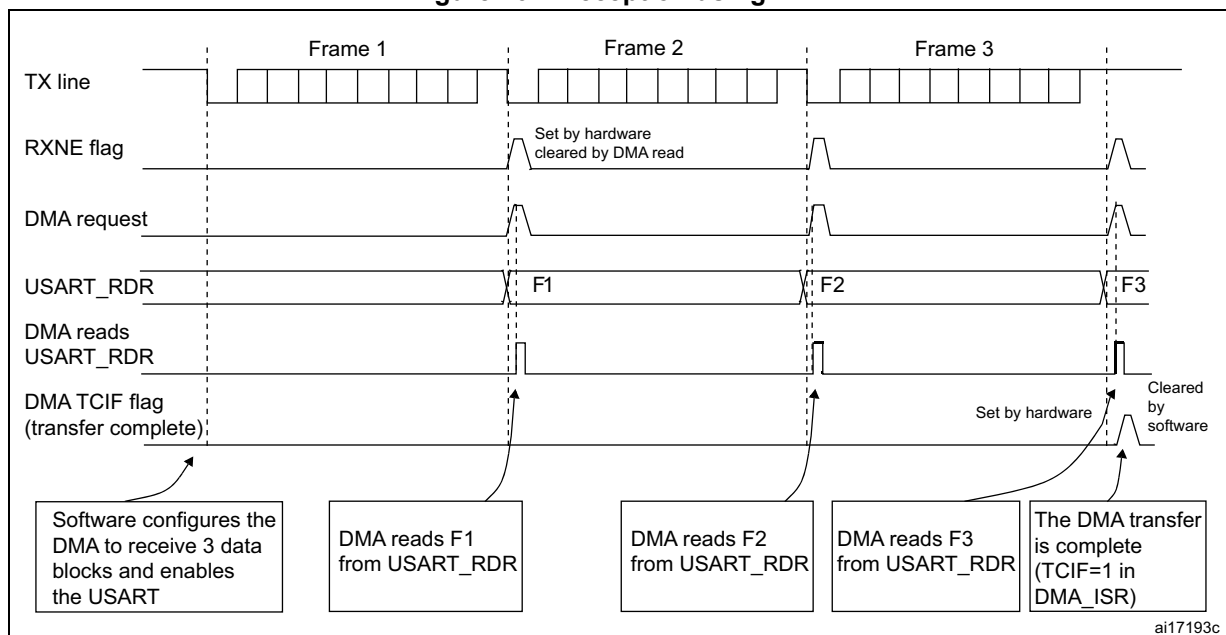 Frame 1
Frame 2
Frame 3
TX line
RXNE flag
Set by hardware
cleared by DMA read
DMA request
USART_RDR
F1
F2
F3
DMA reads
USART_RDR
DMA TCIF flag
(transfer complete)
Set by hardware
Cleared
by
software
Software configures the
DMA to receive 3 data
blocks and enables
the USART
DMA reads F1
from USART_RDR
DMA reads F2
from USART_RDR
DMA reads F3
from USART_RDR
The DMA transfer
is complete
(TCIF=1 in
DMA_ISR)
ai17193c